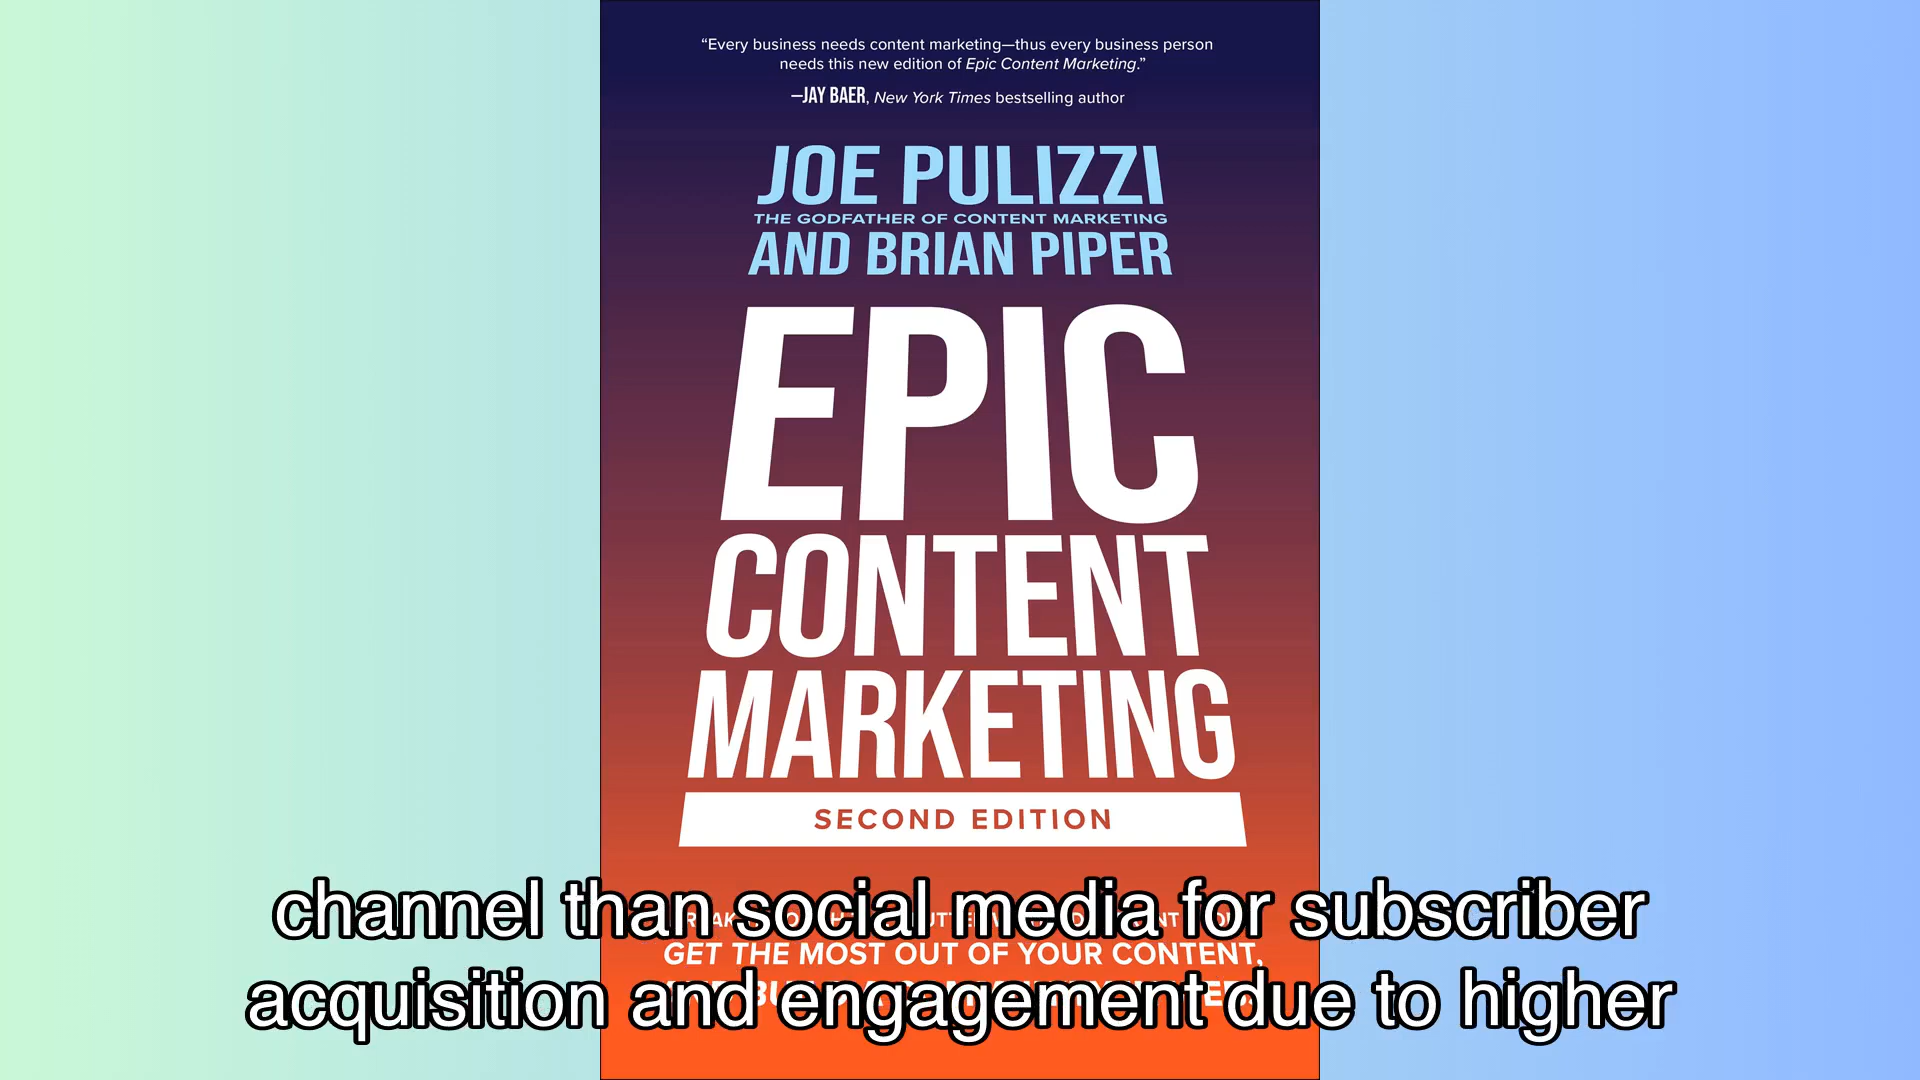 “Every business needs content marketing—thus every business person
needs this new edition of Epic Content Marketing.”
—JAY BAER, New York Times bestselling author
JOE PULIZZI
THE GODFATHER OF CONTENT MARKETING
AND BRIAN PIPER
EPIC
CONTENT
MARKETING
SECOND EDITION
GET THE MOST OUT OF YOUR CONTENT,
channel than social media for subscriber
acquisition and engagement due to higher